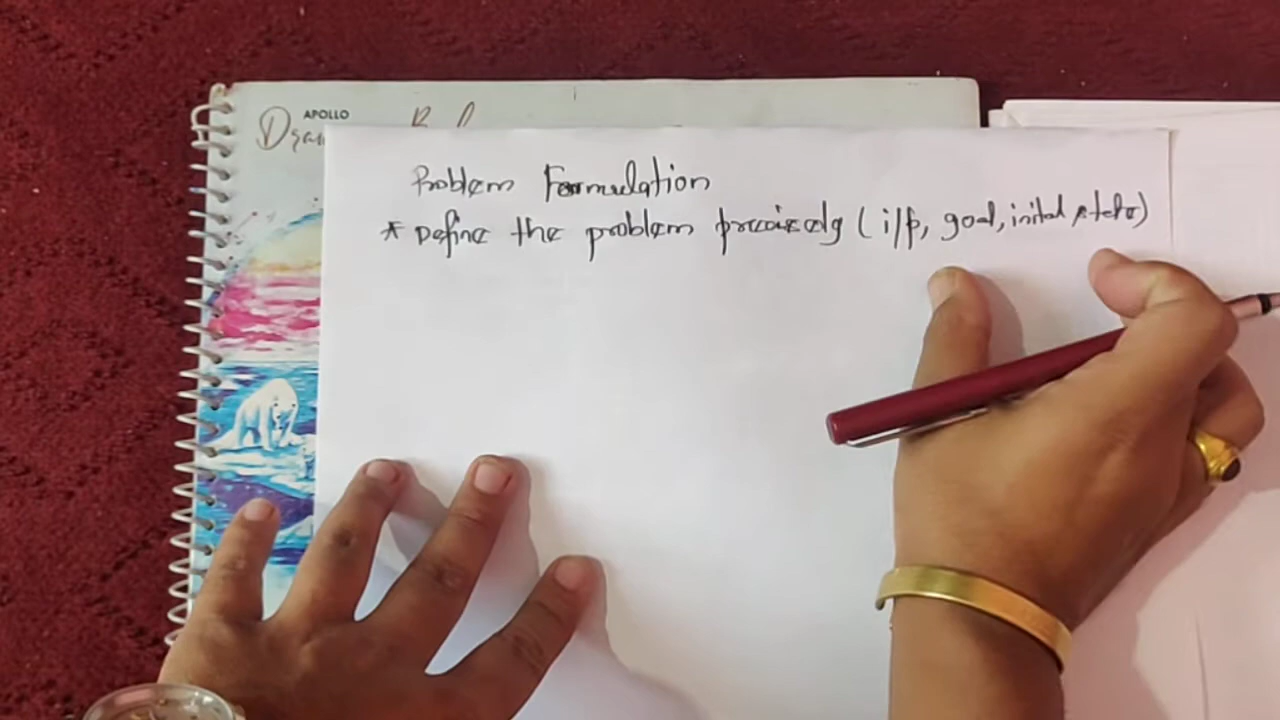 APOLLO
Problem Formulation
* Define the problem precisely (i/p, goal, initial state)